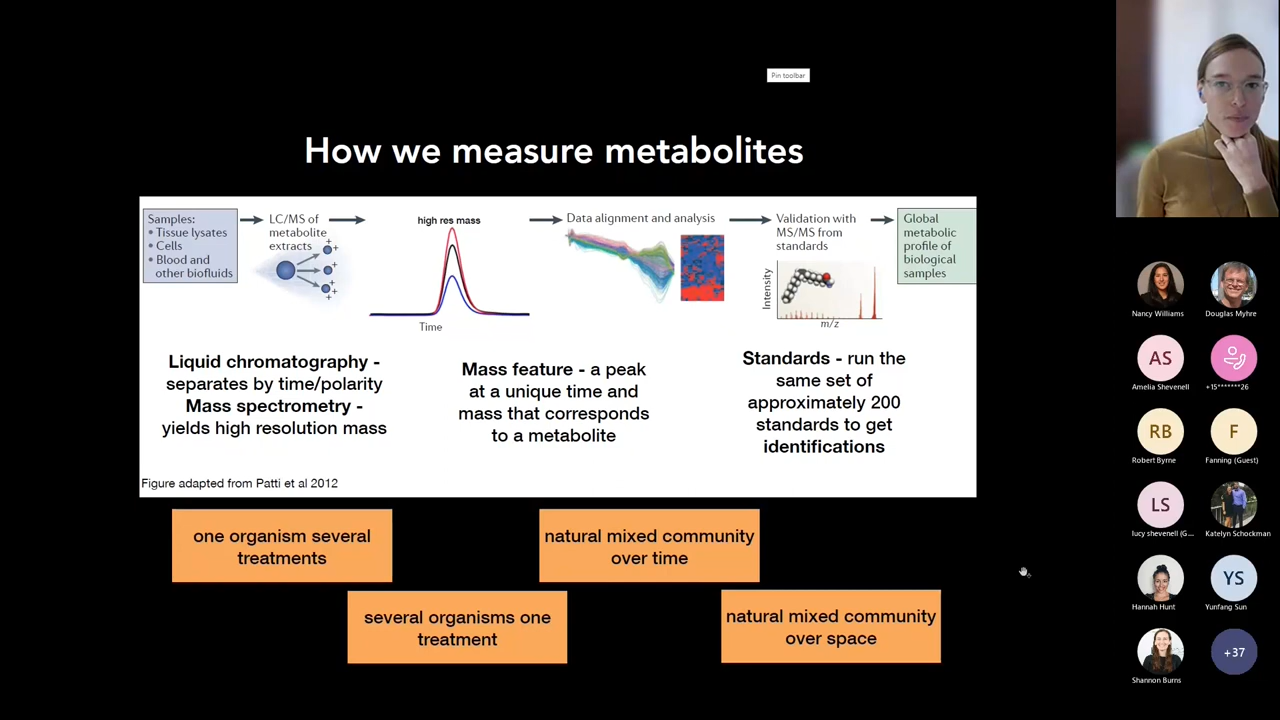 Pin toolbar
How we measure metabolites
Samples:
• Tissue lysates
• Cells
• Blood and
other biofluids
LC/MS of
metabolite
extracts
+
+
+
+
+
+
high res mass
Time
Data alignment and analysis
Validation with
MS/MS from
standards
Intensity
m/z
Global
metabolic
profile of
biological
samples
Liquid chromatography -
separates by time/polarity
Mass spectrometry -
yields high resolution mass
Mass feature - a peak
at a unique time and
mass that corresponds
to a metabolite
Standards - run the
same set of
approximately 200
standards to get
identifications
Figure adapted from Patti et al 2012
one organism several
treatments
natural mixed community
over time
several organisms one
treatment
natural mixed community
over space
Nancy Williams
Douglas Myhre
AS
Amelia Shevenell
+15*******26
RB
Robert Byrne
F
Fanning (Guest)
LS
lucy shevenell (G...
Katelyn Schockman
Hannah Hunt
YS
Yunfang Sun
Shannon Burns
+37